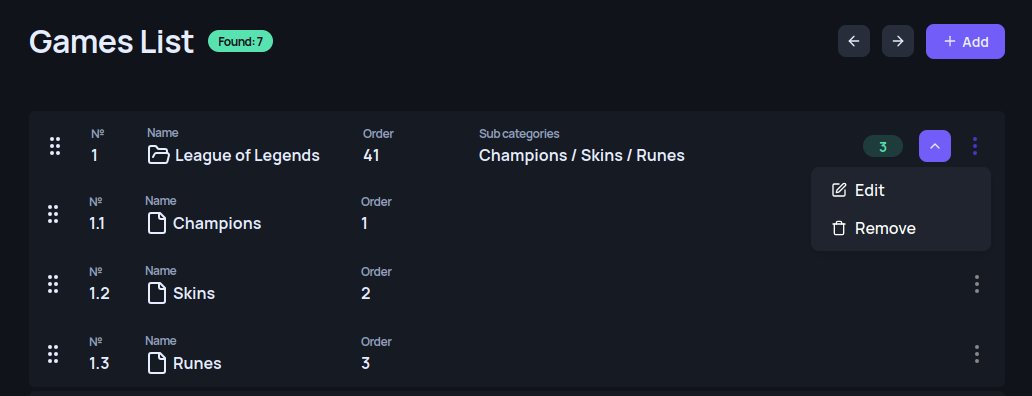 Games List Found: 7 + Add
Nº Name Order Sub categories
1 League of Legends 41 Champions / Skins / Runes 3
Edit
Nº Name Order
1.1 Champions 1
Remove
Nº Name Order
1.2 Skins 2
Nº Name Order
1.3 Runes 3